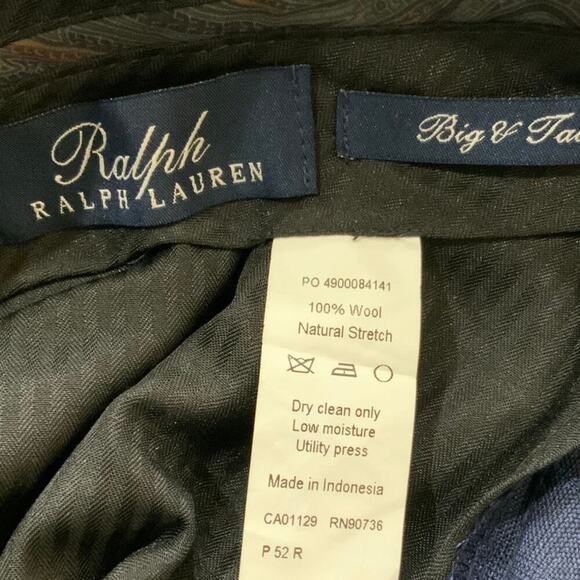 Ralph
RALPH LAUREN
Big & Ta
PO 4900084141
100% Wool
Natural Stretch
Dry clean only
Low moisture
Utility press
Made in Indonesia
CA01129 RN90736
P 52 R